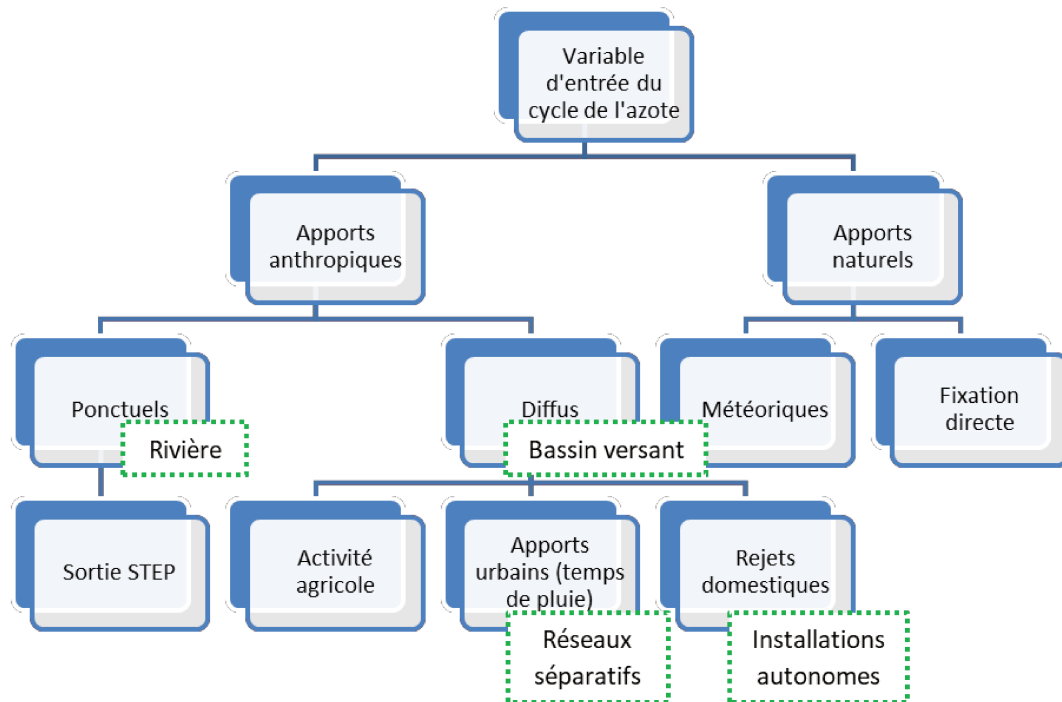 Variable
d'entrée du
cycle de l'azote
Apports
anthropiques
Apports
naturels
Ponctuels
Rivière
Diffus
Bassin versant
Météoriques
Fixation
directe
Sortie STEP
Activité
agricole
Apports
urbains (temps
de pluie)
Réseaux
séparatifs
Rejets
domestiques
Installations
autonomes